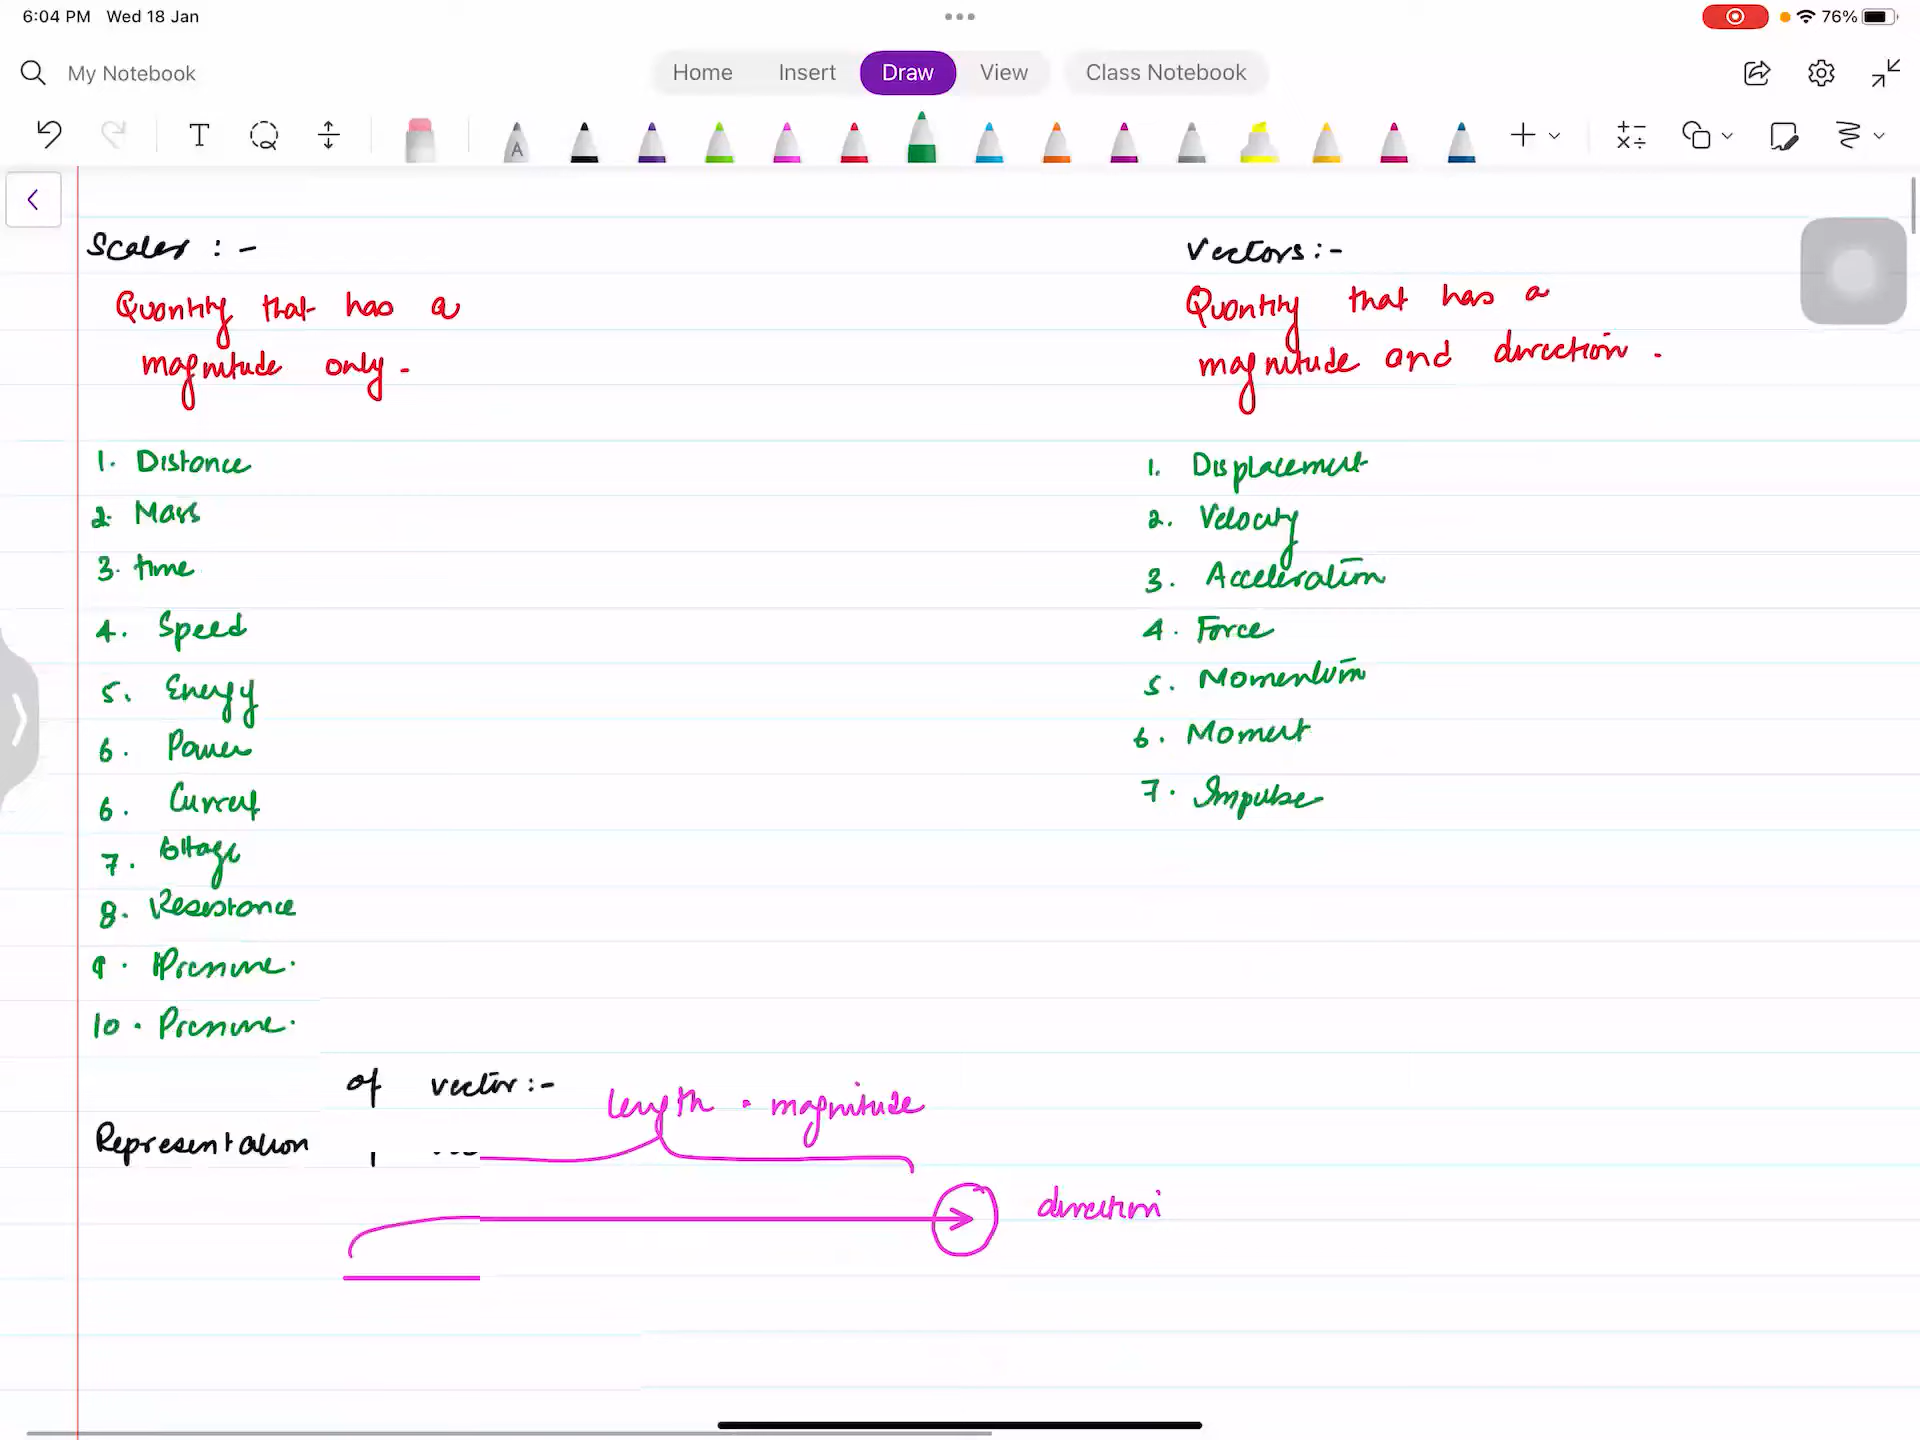 6:04 PM Wed 18 Jan
76%
My Notebook
Home Insert Draw View Class Notebook
Scalar :-
Quantity that has a
magnitude only.
1. Distance
2. Mass
3. time
4. Speed
5. Energy
6. Power
6. Current
7. Voltage
8. Resistance
9. Pressure.
10. Pressure.
Vectors:-
Quantity that has a
magnitude and direction.
1. Displacement
2. Velocity
3. Acceleration
4. Force
5. Momentum
6. Moment
7. Impulse
of vector:-
length = magnitude
Representation
direction